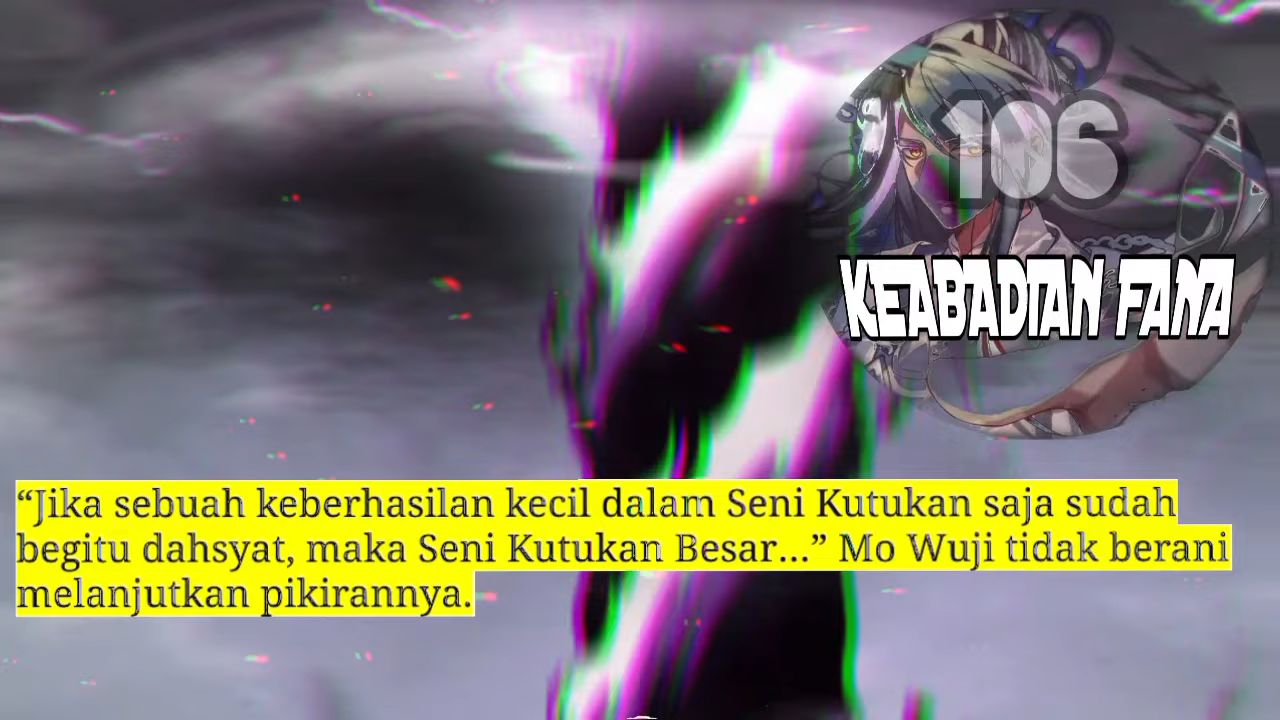 106
KEABADIAN FANA
“Jika sebuah keberhasilan kecil dalam Seni Kutukan saja sudah
begitu dahsyat, maka Seni Kutukan Besar...” Mo Wuji tidak berani
melanjutkan pikirannya.